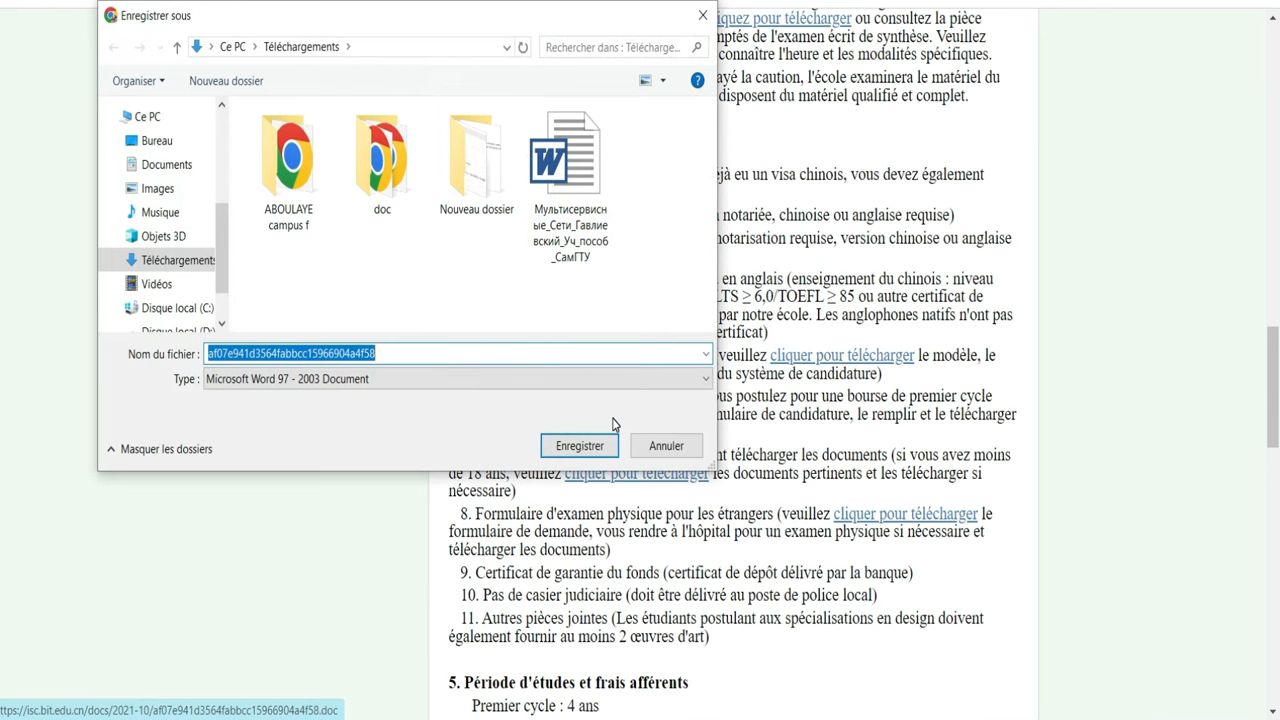 Enregistrer sous
Ce PC
Téléchargements
Rechercher dans : Télécharge...
Organiser
Nouveau dossier
?
Ce PC
Bureau
Documents
Images
Musique
Objets 3D
Téléchargements
Vidéos
Disque local (C:)
Disque local (D:)
ABOULAYE
campus f
doc
Nouveau dossier
W
Мультисервисн
ые_Сети_Гавлие
вский_Уч_пособ
_СамГТУ
Nom du fichier :
af07e941d3564fabbcc15966904a4f58
Type :
Microsoft Word 97 - 2003 Document
Masquer les dossiers
Enregistrer
Annuler
iquez pour télécharger ou consultez la pièce
mptés de l'examen écrit de synthèse. Veuillez
connaître l'heure et les modalités spécifiques.
ayé la caution, l'école examinera le matériel du
disposent du matériel qualifié et complet.
éjà eu un visa chinois, vous devez également
n notariée, chinoise ou anglaise requise)
notarisation requise, version chinoise ou anglaise
en anglais (enseignement du chinois : niveau
LTS ≥ 6,0/TOEFL ≥ 85 ou autre certificat de
par notre école. Les anglophones natifs n'ont pas
ertificat)
veuillez cliquer pour télécharger le modèle, le
du système de candidature)
ous postulez pour une bourse de premier cycle
mulaire de candidature, le remplir et le télécharger
nt télécharger les documents (si vous avez moins
de 18 ans, veuillez cliquer pour télécharger les documents pertinents et les télécharger si
nécessaire)
8. Formulaire d'examen physique pour les étrangers (veuillez cliquer pour télécharger le
formulaire de demande, vous rendre à l'hôpital pour un examen physique si nécessaire et
télécharger les documents)
9. Certificat de garantie du fonds (certificat de dépôt délivré par la banque)
10. Pas de casier judiciaire (doit être délivré au poste de police local)
11. Autres pièces jointes (Les étudiants postulant aux spécialisations en design doivent
également fournir au moins 2 œuvres d'art)
5. Période d'études et frais afférents
Premier cycle : 4 ans
ttps://isc.bit.edu.cn/docs/2021-10/af07e941d3564fabbcc15966904a4f58.doc